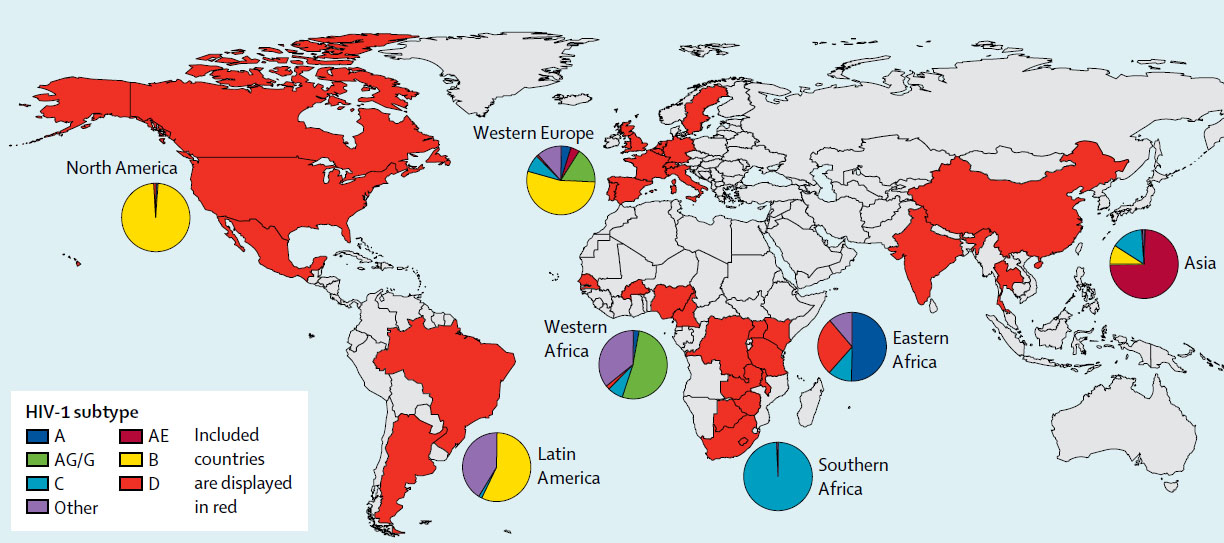 Western Europe
North America
Asia
Western
Africa
Eastern
Africa
Latin
America
Southern
Africa
HIV-1 subtype
A
AE
AG/G
B
C
D
Other
Included
countries
are displayed
in red